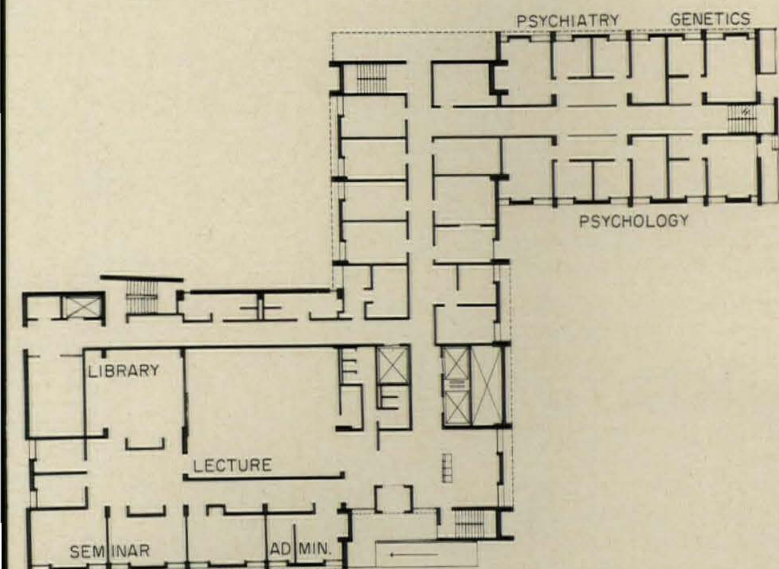 PSYCHIATRY GENETICS
PSYCHOLOGY
LIBRARY
LECTURE
SEMINAR ADMIN.